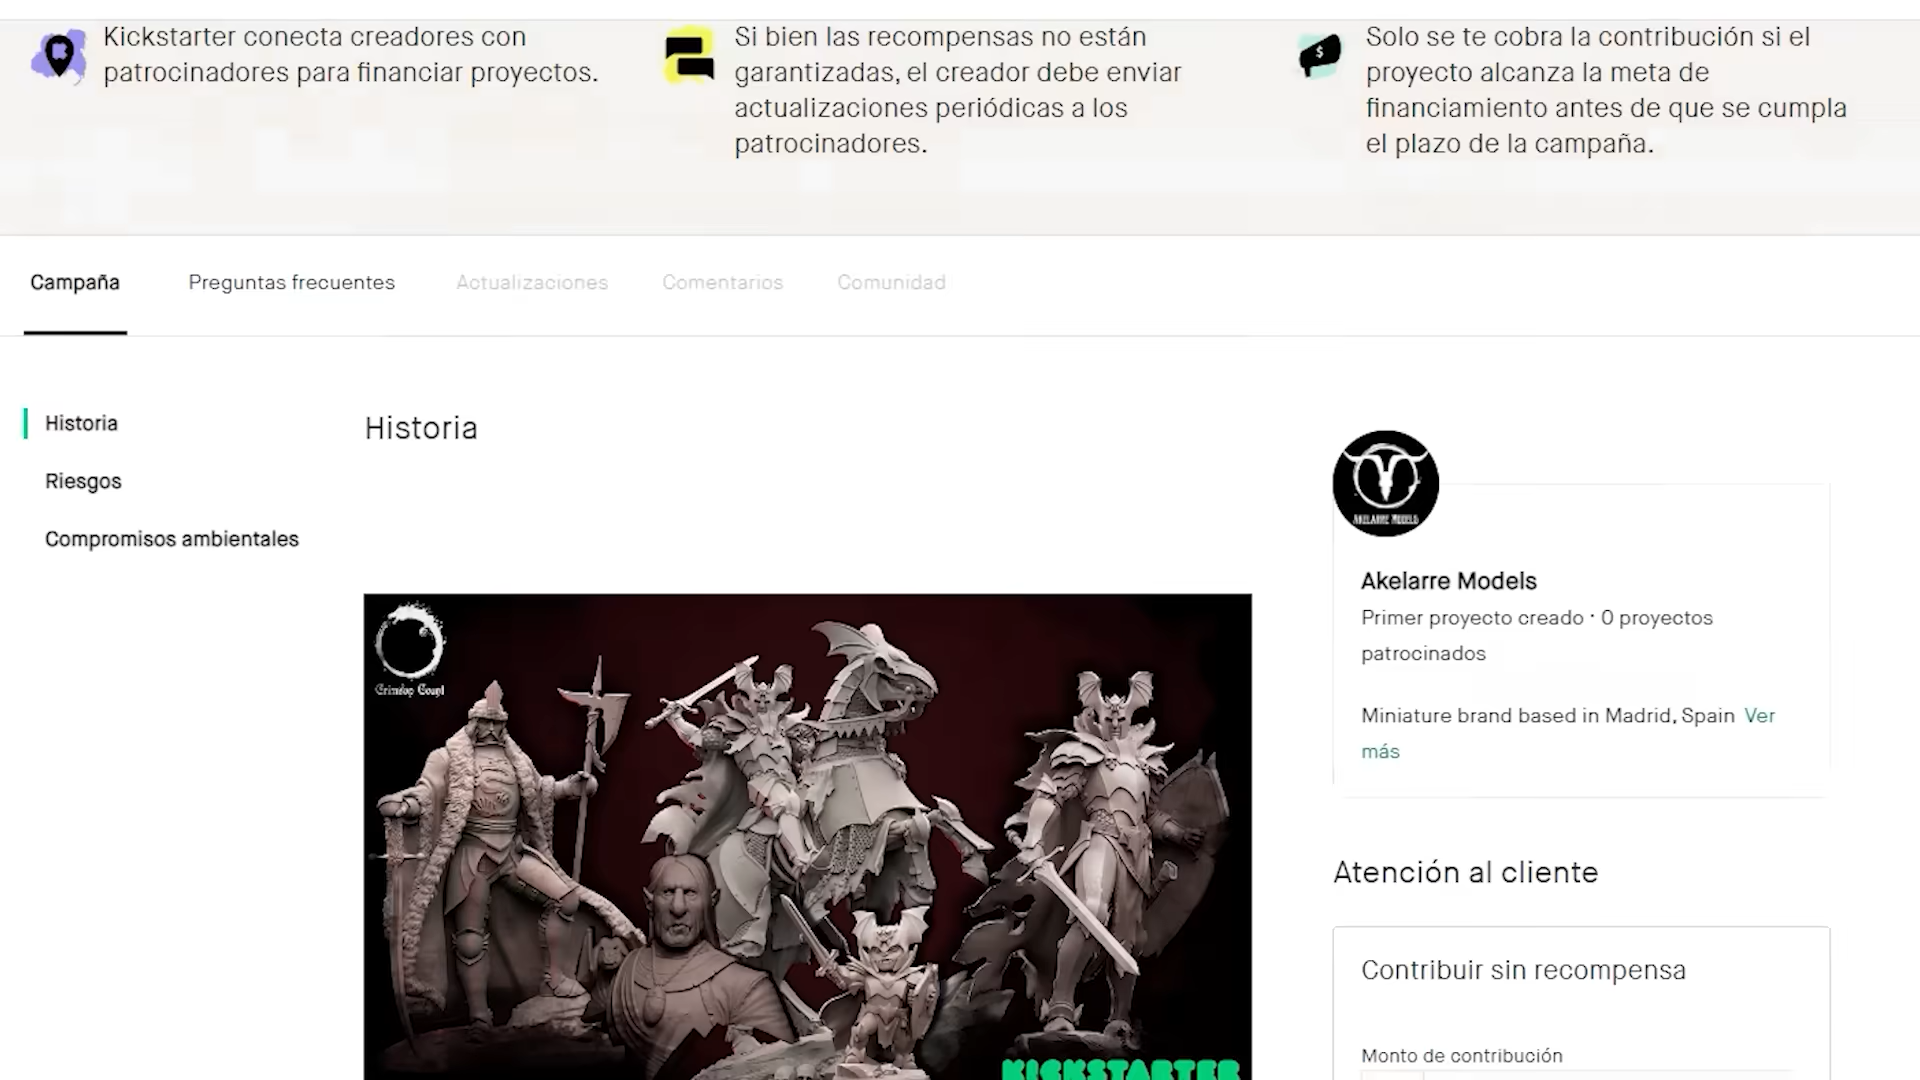 Kickstarter conecta creadores con
patrocinadores para financiar proyectos.
Si bien las recompensas no están
garantizadas, el creador debe enviar
actualizaciones periódicas a los
patrocinadores.
Solo se te cobra la contribución si el
proyecto alcanza la meta de
financiamiento antes de que se cumpla
el plazo de la campaña.
Campaña
Preguntas frecuentes
Actualizaciones
Comentarios
Comunidad
Historia
Riesgos
Compromisos ambientales
Historia
KICKSTARTER
AKELARRE MODELS
Akelarre Models
Primer proyecto creado · 0 proyectos
patrocinados
Miniature brand based in Madrid, Spain Ver
más
Atención al cliente
Contribuir sin recompensa
Monto de contribución